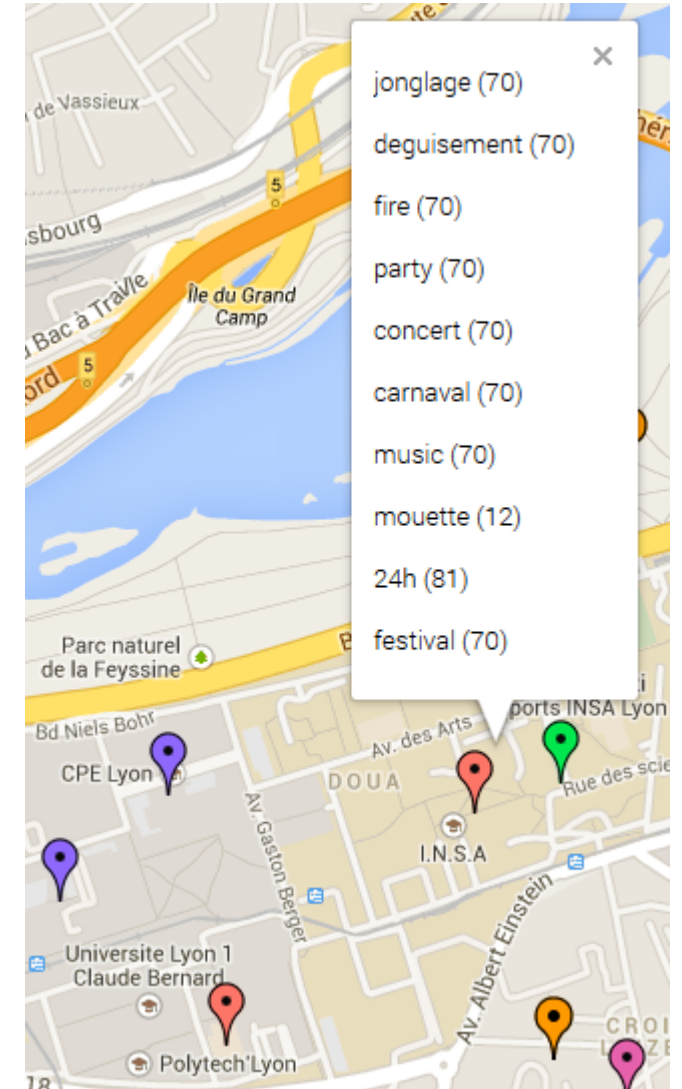 de Vassieux
sbourg
5
Île du Grand
Camp
Bac à Traille
5
ord
×
jonglage (70)
deguisement (70)
fire (70)
party (70)
concert (70)
carnaval (70)
music (70)
mouette (12)
24h (81)
festival (70)
Parc naturel
de la Feyssine
B
ports INSA Lyon
Bd Niels Bohr
Av. des Arts
CPE Lyon
DOUA
Rue des scie
I.N.S.A
Av. Gaston Berger
Av. Albert Einstein
Universite Lyon 1
Claude Bernard
Polytech'Lyon
CROI